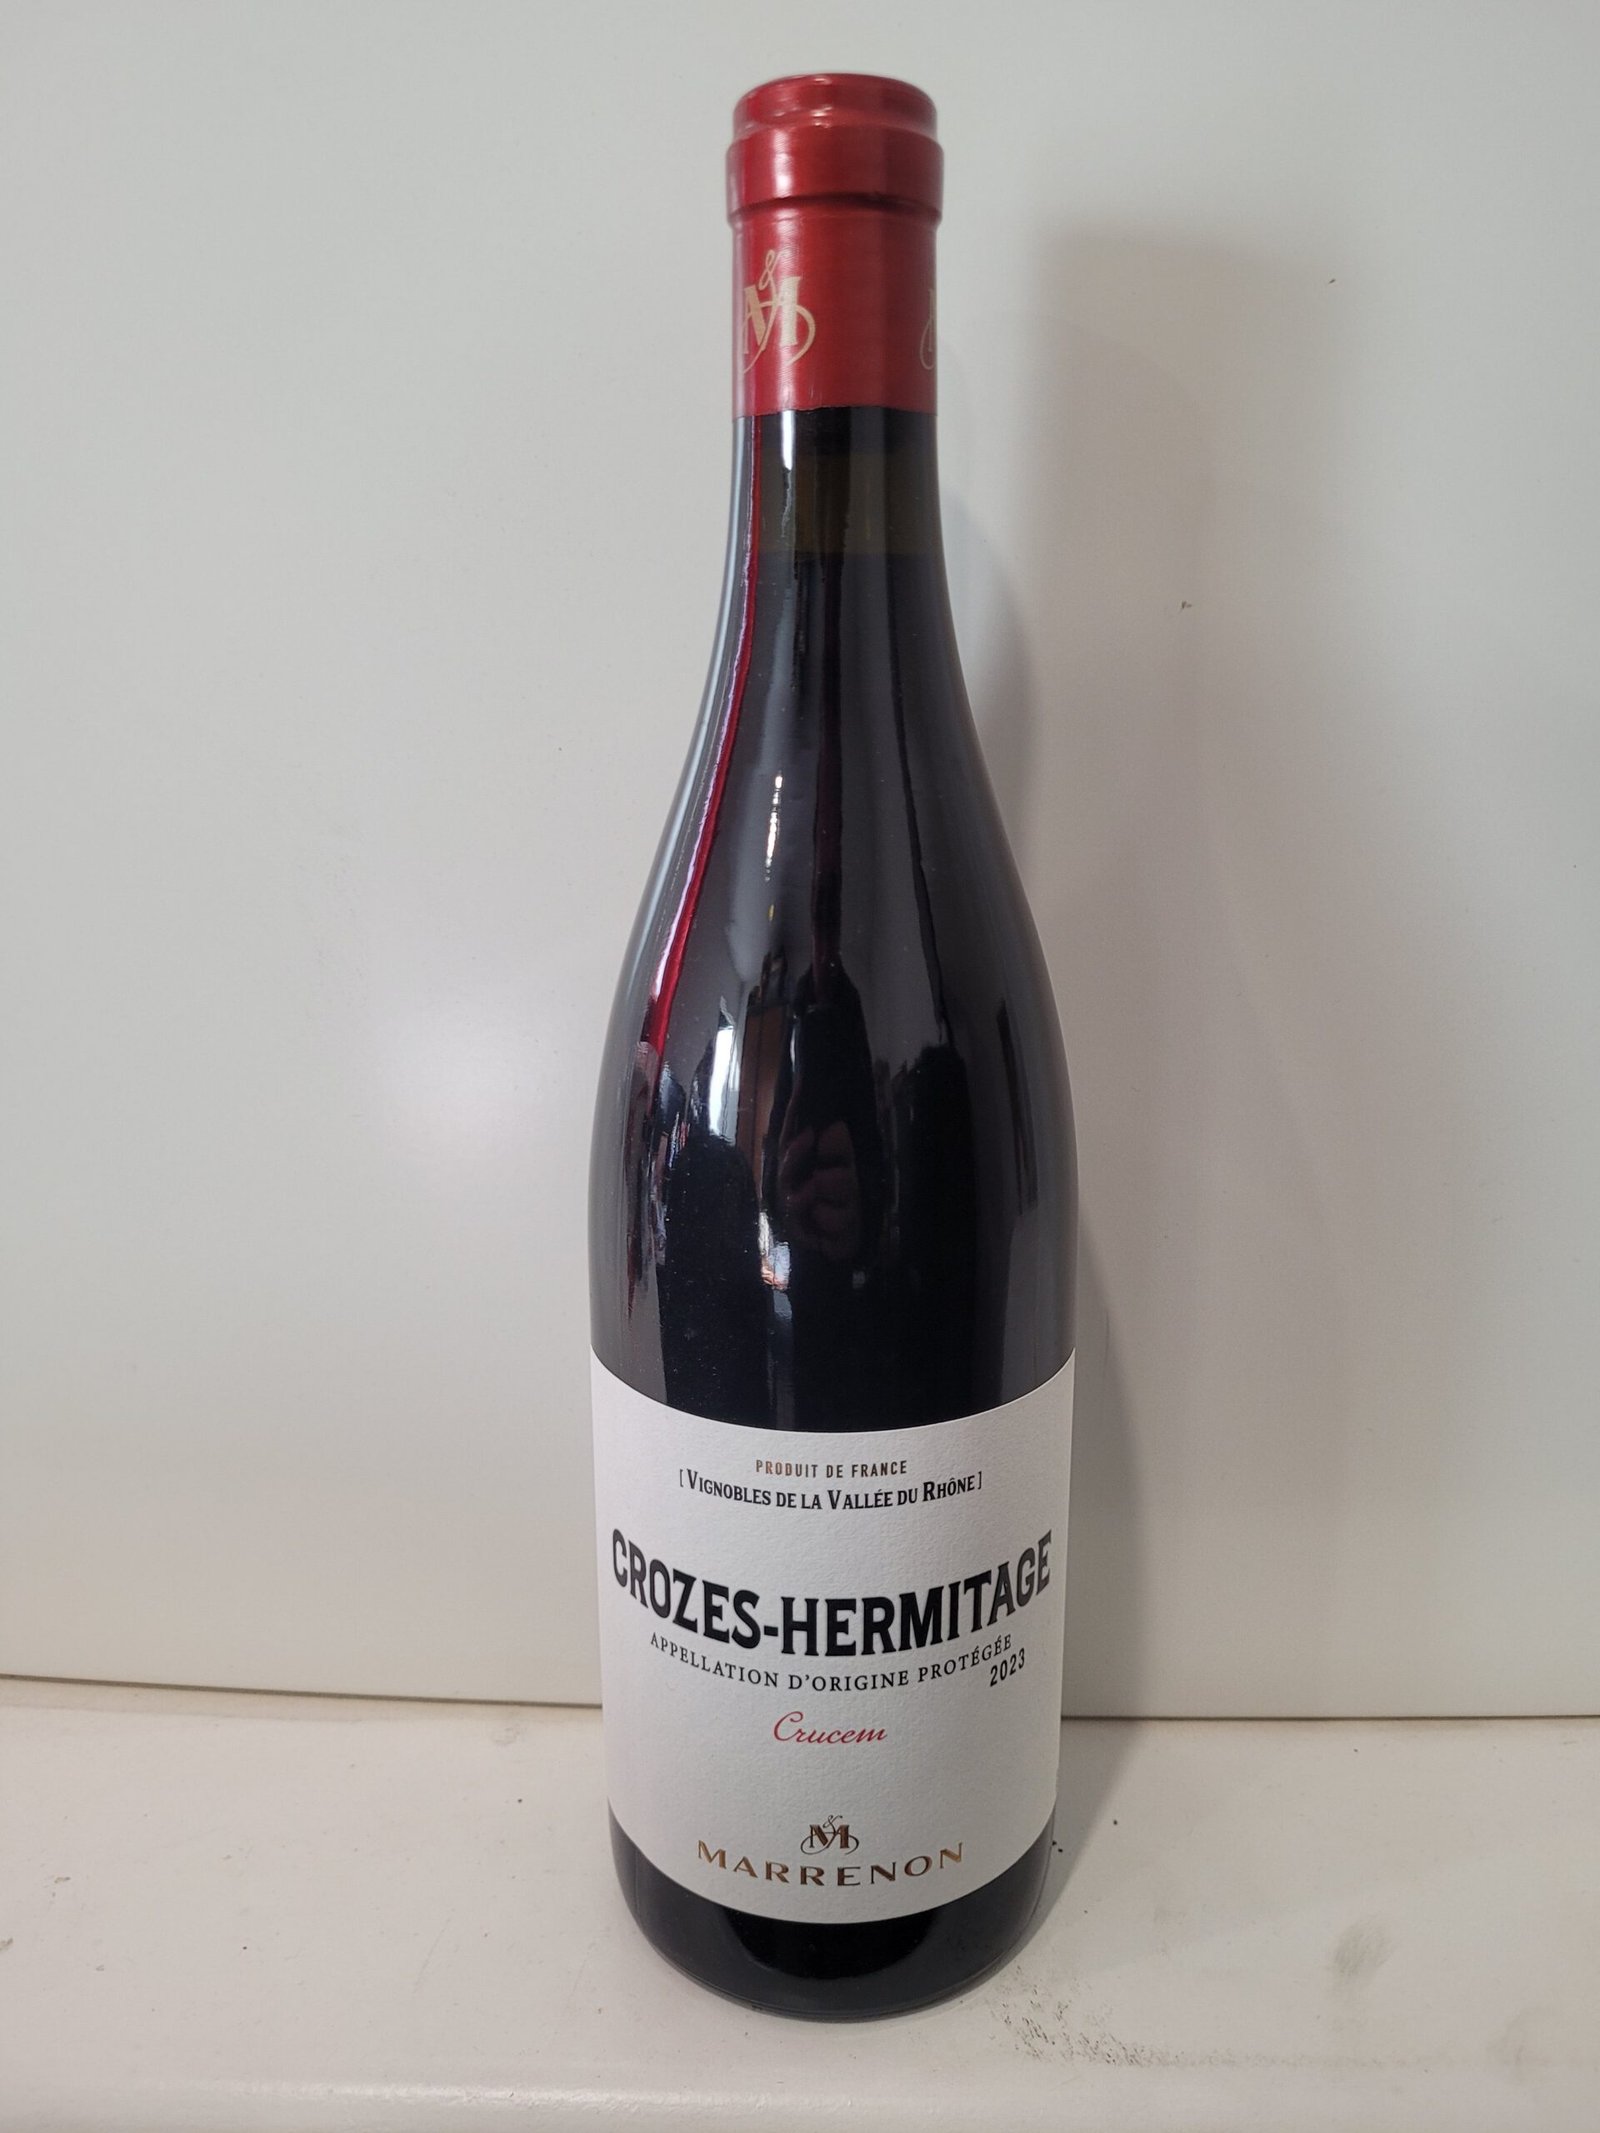 &
M
PRODUIT DE FRANCE
[VIGNOBLES DE LA VALLÉE DU RHÔNE]
CROZES-HERMITAGE
APPELLATION D'ORIGINE PROTÉGÉE
2023
Crucem
&
M
MARRENON